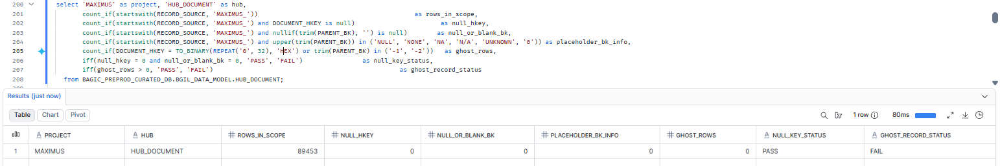 200 select 'MAXIMUS' as project, 'HUB_DOCUMENT' as hub,
201 count_if(startswith(RECORD_SOURCE, 'MAXIMUS_')) as rows_in_scope,
202 count_if(startswith(RECORD_SOURCE, 'MAXIMUS_') and DOCUMENT_HKEY is null) as null_hkey,
203 count_if(startswith(RECORD_SOURCE, 'MAXIMUS_') and nullif(trim(PARENT_BK), '') is null) as null_or_blank_bk,
204 count_if(startswith(RECORD_SOURCE, 'MAXIMUS_') and upper(trim(PARENT_BK)) in ('NULL', 'NONE', 'NA', 'N/A', 'UNKNOWN', '0')) as placeholder_bk_info,
205 count_if(DOCUMENT_HKEY = TO_BINARY(REPEAT('0', 32), 'HEX') or trim(PARENT_BK) in ('-1', '-2')) as ghost_rows,
206 iff(null_hkey = 0 and null_or_blank_bk = 0, 'PASS', 'FAIL') as null_key_status,
207 iff(ghost_rows > 0, 'PASS', 'FAIL') as ghost_record_status
208 from BAGIC_PREPROD_CURATED_DB.BGIL_DATA_MODEL.HUB_DOCUMENT;
Results (just now)
Table Chart Pivot 1 row 80ms
PROJECT HUB ROWS_IN_SCOPE NULL_HKEY NULL_OR_BLANK_BK PLACEHOLDER_BK_INFO GHOST_ROWS NULL_KEY_STATUS GHOST_RECORD_STATUS
1 MAXIMUS HUB_DOCUMENT 89453 0 0 0 0 PASS FAIL